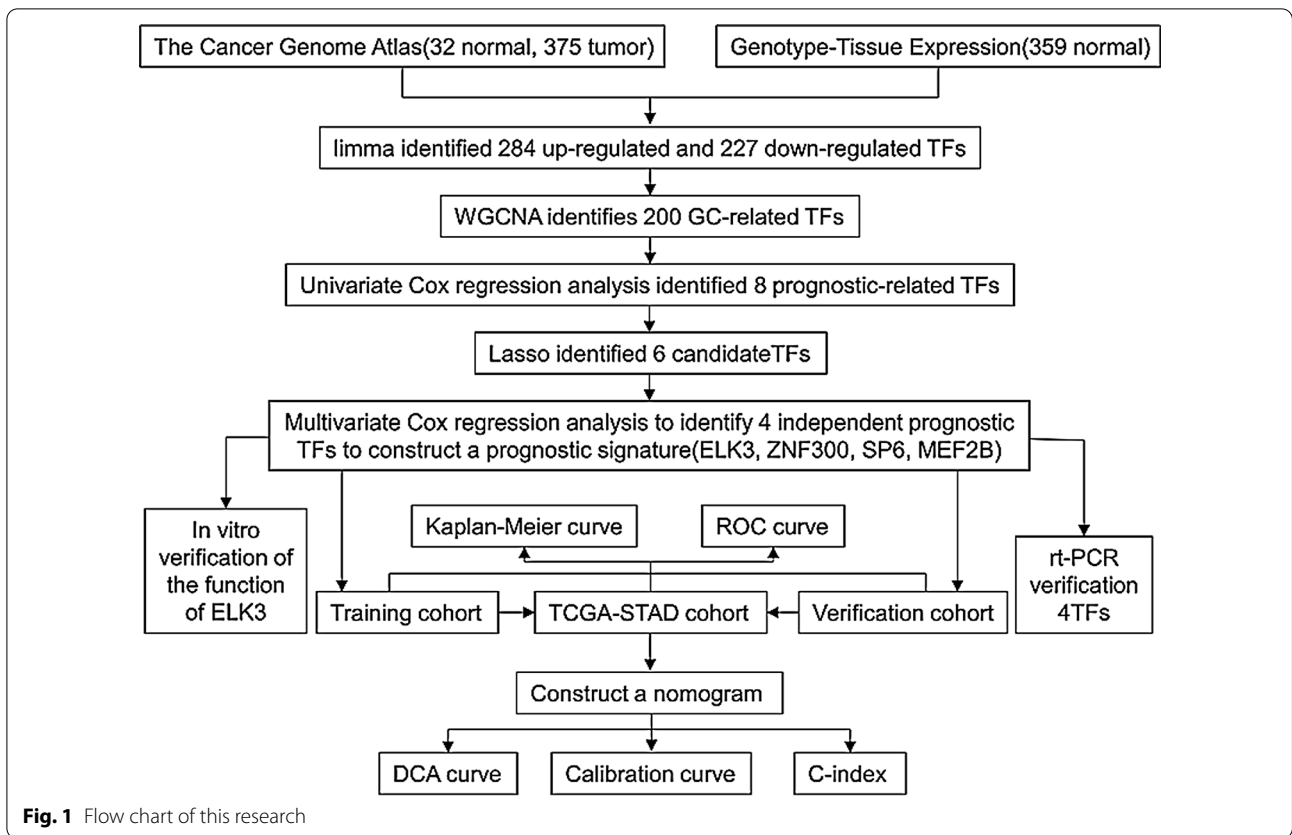 The Cancer Genome Atlas(32 normal, 375 tumor)
Genotype-Tissue Expression(359 normal)
limma identified 284 up-regulated and 227 down-regulated TFs
WGCNA identifies 200 GC-related TFs
Univariate Cox regression analysis identified 8 prognostic-related TFs
Lasso identified 6 candidateTFs
Multivariate Cox regression analysis to identify 4 independent prognostic
TFs to construct a prognostic signature(ELK3, ZNF300, SP6, MEF2B)
In vitro
verification of
the function
of ELK3
Kaplan-Meier curve
ROC curve
rt-PCR
verification
4TFs
Training cohort
TCGA-STAD cohort
Verification cohort
Construct a nomogram
DCA curve
Calibration curve
C-index
Fig. 1 Flow chart of this research